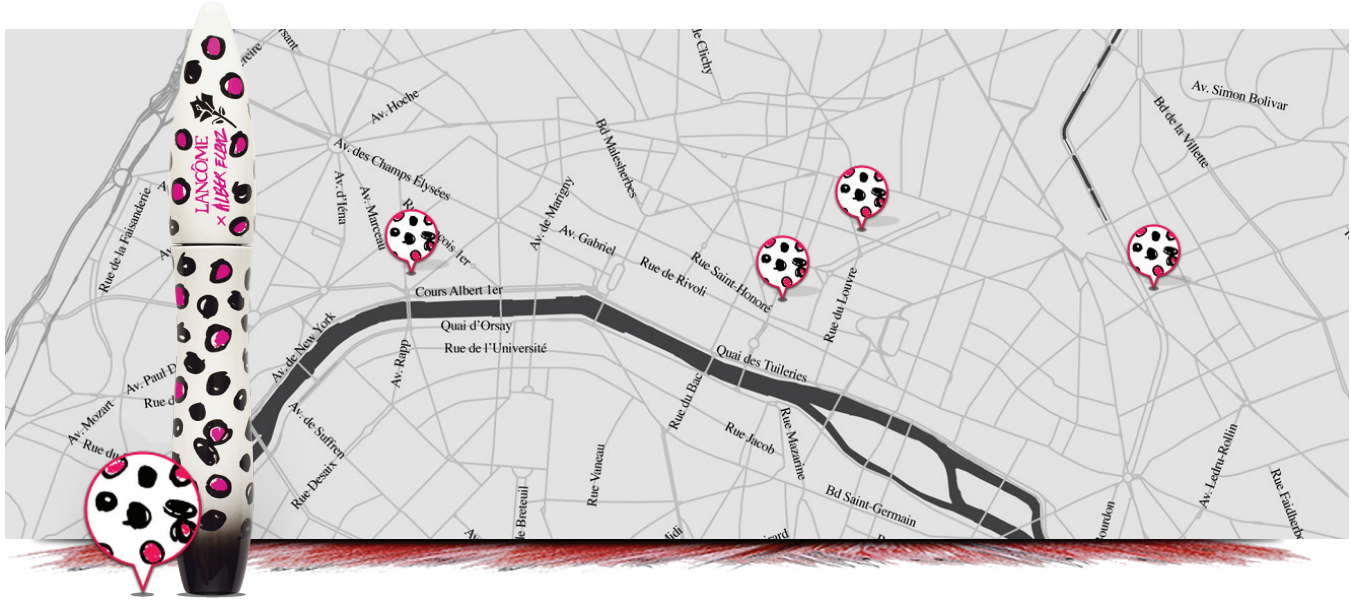 de Clichy
Av. Simon Bolivar
Av. Hoche
Bd de la Villette
Bd Malesherbes
LANCÔME
× ALBER ELBAZ
Av. des Champs Élysées
Av. d'Iéna
Av. Marceau
Av. de Marigny
Rue de la Faisanderie
Av. Gabriel
Rue de Rivoli
Rue Saint-Honoré
Rue du Louvre
Cours Albert 1er
Quai d'Orsay
Rue de l'Université
Av. de New York
Av. Rapp
Quai des Tuileries
Av. Paul D
Rue d
Rue du Bac
Av. Mozart
Rue du
Av. de Suffren
Rue Jacob
Rue Mazarine
Rue Desaix
Rue Vaneau
de Breteuil
Bd Saint-Germain
Av. Ledru-Rollin
Rue Faidherbe
ourdon